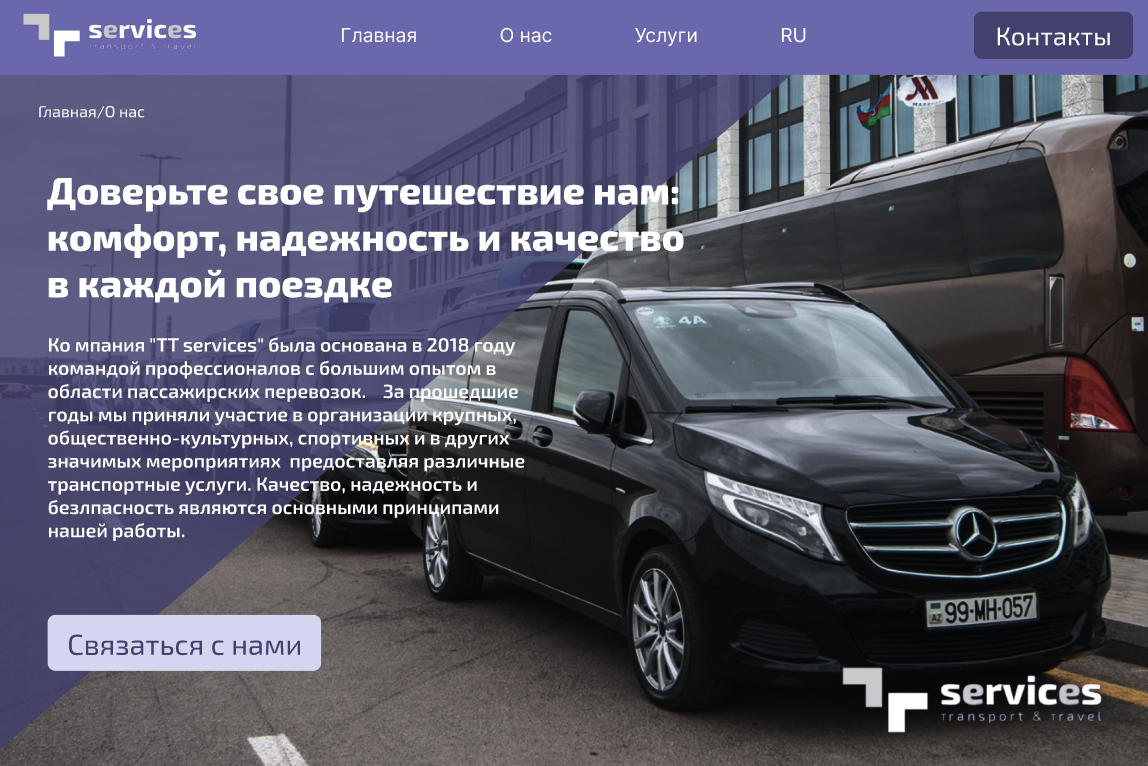 services
transport & travel
Главная
О нас
Услуги
RU
Контакты
Главная/О нас
Доверьте свое путешествие нам:
комфорт, надежность и качество
в каждой поездке
Ко мпания "TT services" была основана в 2018 году
командой профессионалов с большим опытом в
области пассажирских перевозок. За прошедшие
годы мы приняли участие в организации крупных,
общественно-культурных, спортивных и в других
значимых мероприятиях предоставляя различные
транспортные услуги. Качество, надежность и
безлпасность являются основными принципами
нашей работы.
Связаться с нами
4A
AZ 99-MH-057
services
transport & travel